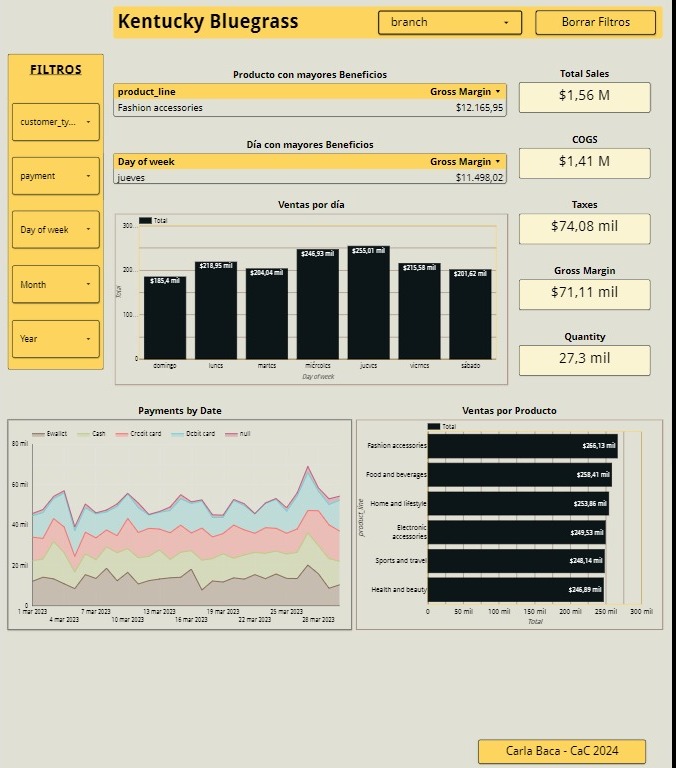 Kentucky Bluegrass
branch
Borrar Filtros
FILTROS
customer_ty...
payment
Day of week
Month
Year
Producto con mayores Beneficios
product_line Gross Margin
Fashion accessories $12.165,95
Día con mayores Beneficios
Day of week Gross Margin
jueves $11.498,02
Total Sales
$1,56 M
COGS
$1,41 M
Taxes
$74,08 mil
Gross Margin
$71,11 mil
Quantity
27,3 mil
Ventas por día
Total
300...
200...
100...
0
Total
$185,4 mil
$218,95 mil
$204,04 mil
$246,93 mil
$255,01 mil
$215,58 mil
$201,62 mil
domingo lunes martes miércoles jueves viernes sábado
Day of week
Payments by Date
Ewallet Cash Credit card Debit card null
80 mil
60 mil
40 mil
20 mil
0
1 mar 2023 7 mar 2023 13 mar 2023 19 mar 2023 25 mar 2023
4 mar 2023 10 mar 2023 16 mar 2023 22 mar 2023 28 mar 2023
Ventas por Producto
Total
product_line
Fashion accessories $266,13 mil
Food and beverages $258,41 mil
Home and lifestyle $253,86 mil
Electronic
accessories $249,53 mil
Sports and travel $248,14 mil
Health and beauty $246,89 mil
0 50 mil 100 mil 150 mil 200 mil 250 mil 300 mil
Total
Carla Baca - CaC 2024